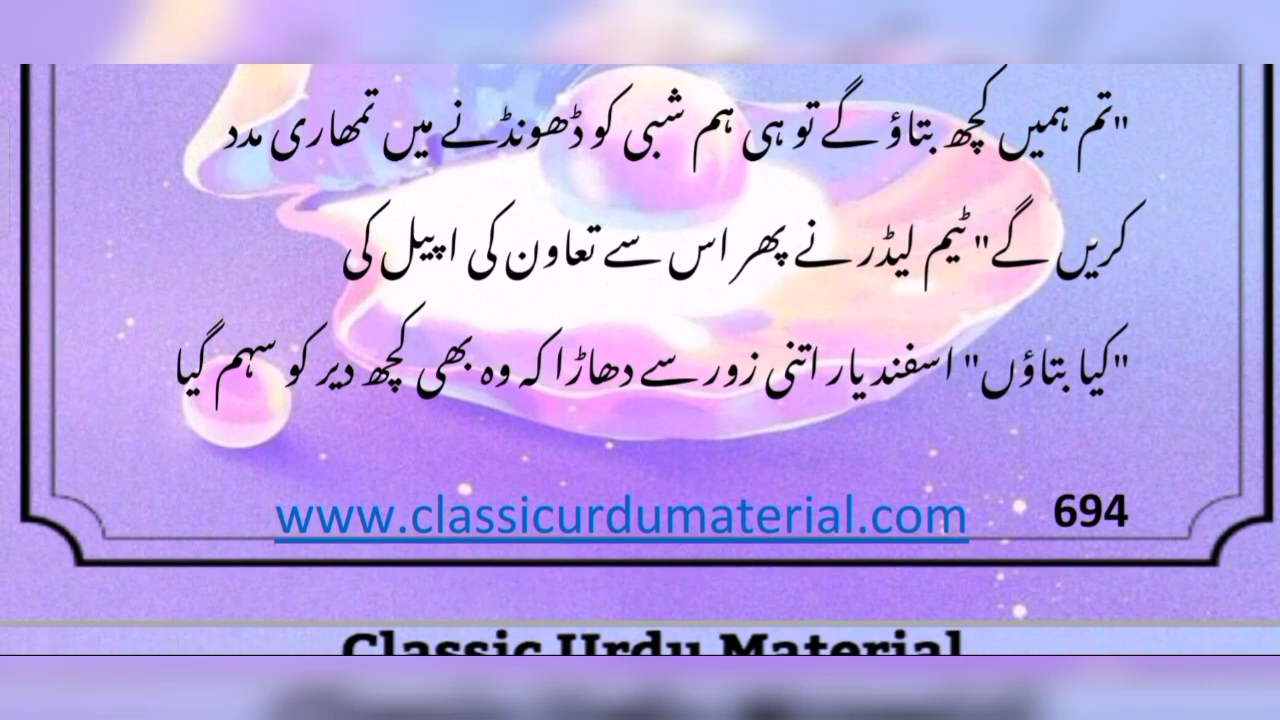 "تم ہمیں کچھ بتاؤ گے تو ہی ہم شبی کو ڈھونڈنے میں تمھاری مدد
کریں گے" ٹیم لیڈر نے پھر اس سے تعاون کی اپیل کی
"کیا بتاؤں" اسفندیار اتنی زور سے دھاڑا کہ وہ بھی کچھ دیر کو سہم گیا
www.classicurdumaterial.com 694
Classic Urdu Material